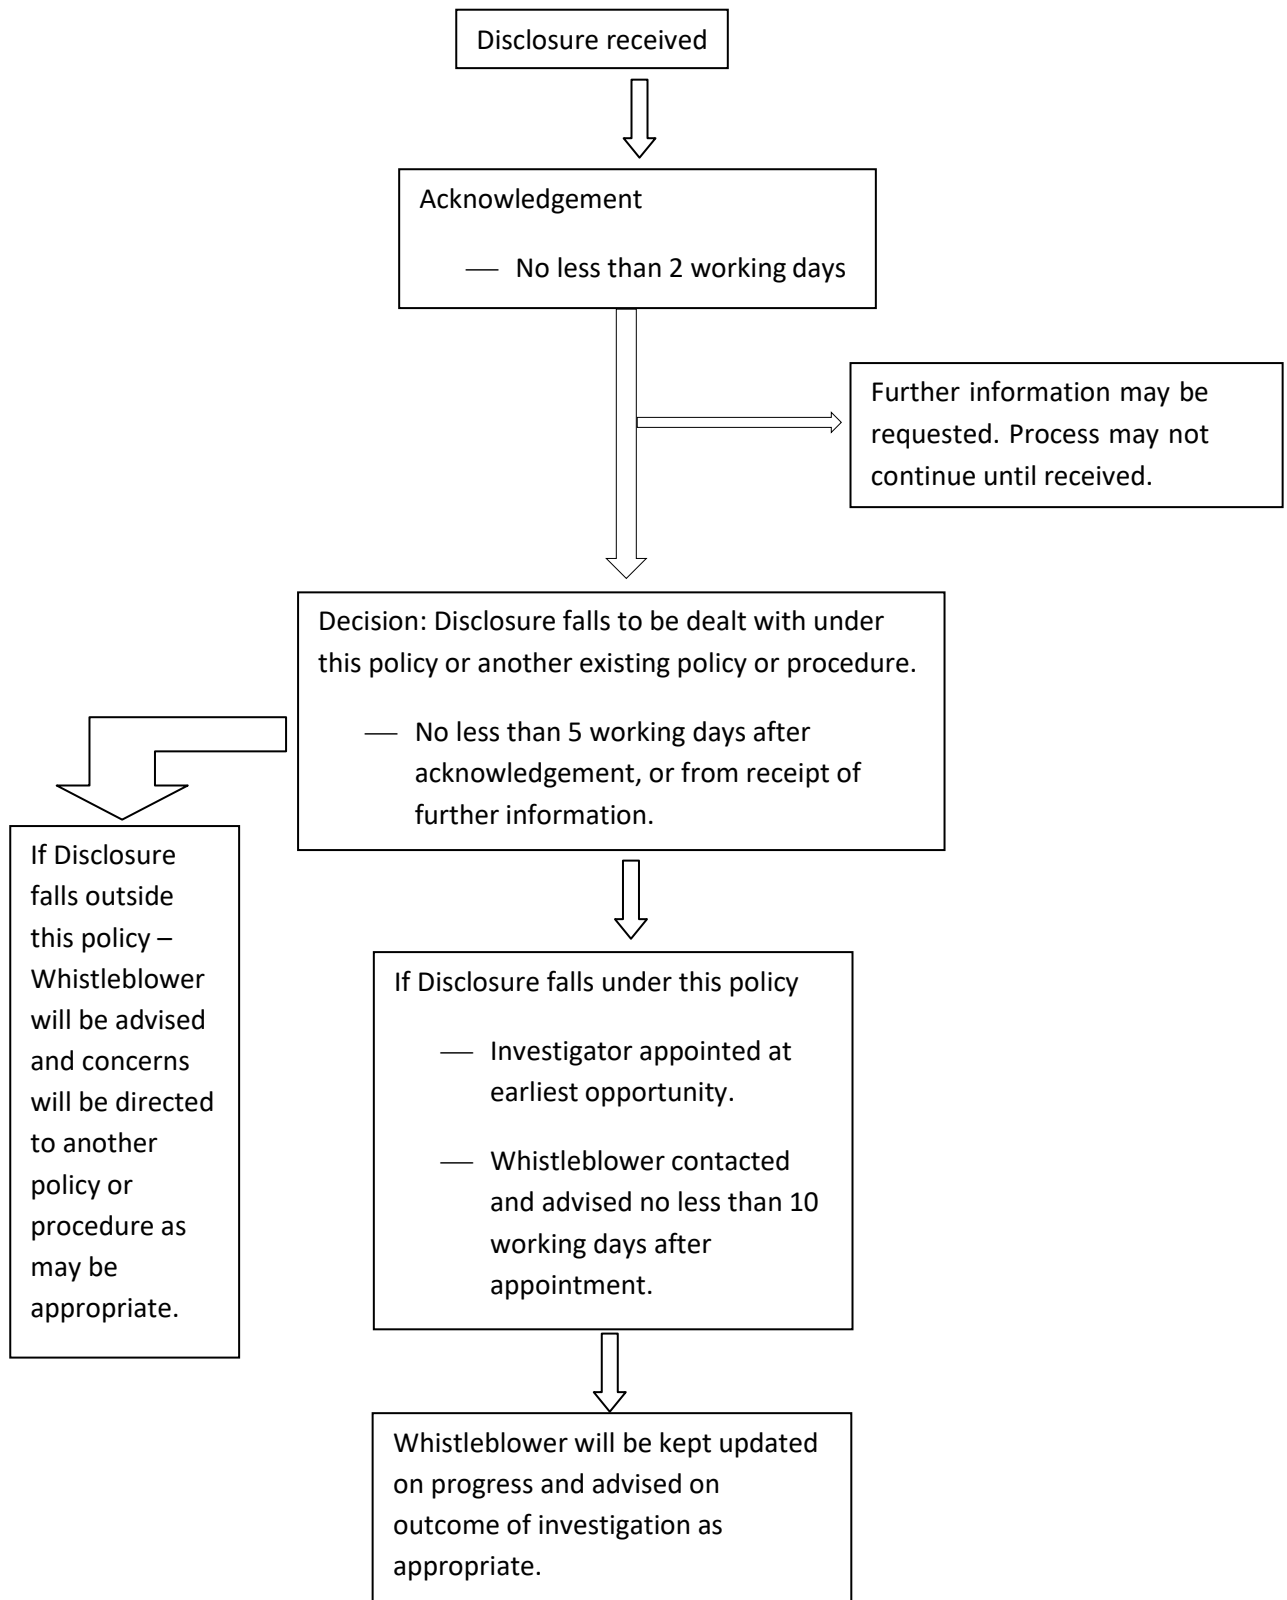 Disclosure received
Acknowledgement
— No less than 2 working days
Further information may be
requested. Process may not
continue until received.
Decision: Disclosure falls to be dealt with under
this policy or another existing policy or procedure.
— No less than 5 working days after
acknowledgement, or from receipt of
further information.
If Disclosure
falls outside
this policy –
Whistleblower
will be advised
and concerns
will be directed
to another
policy or
procedure as
may be
appropriate.
If Disclosure falls under this policy
— Investigator appointed at
earliest opportunity.
— Whistleblower contacted
and advised no less than 10
working days after
appointment.
Whistleblower will be kept updated
on progress and advised on
outcome of investigation as
appropriate.